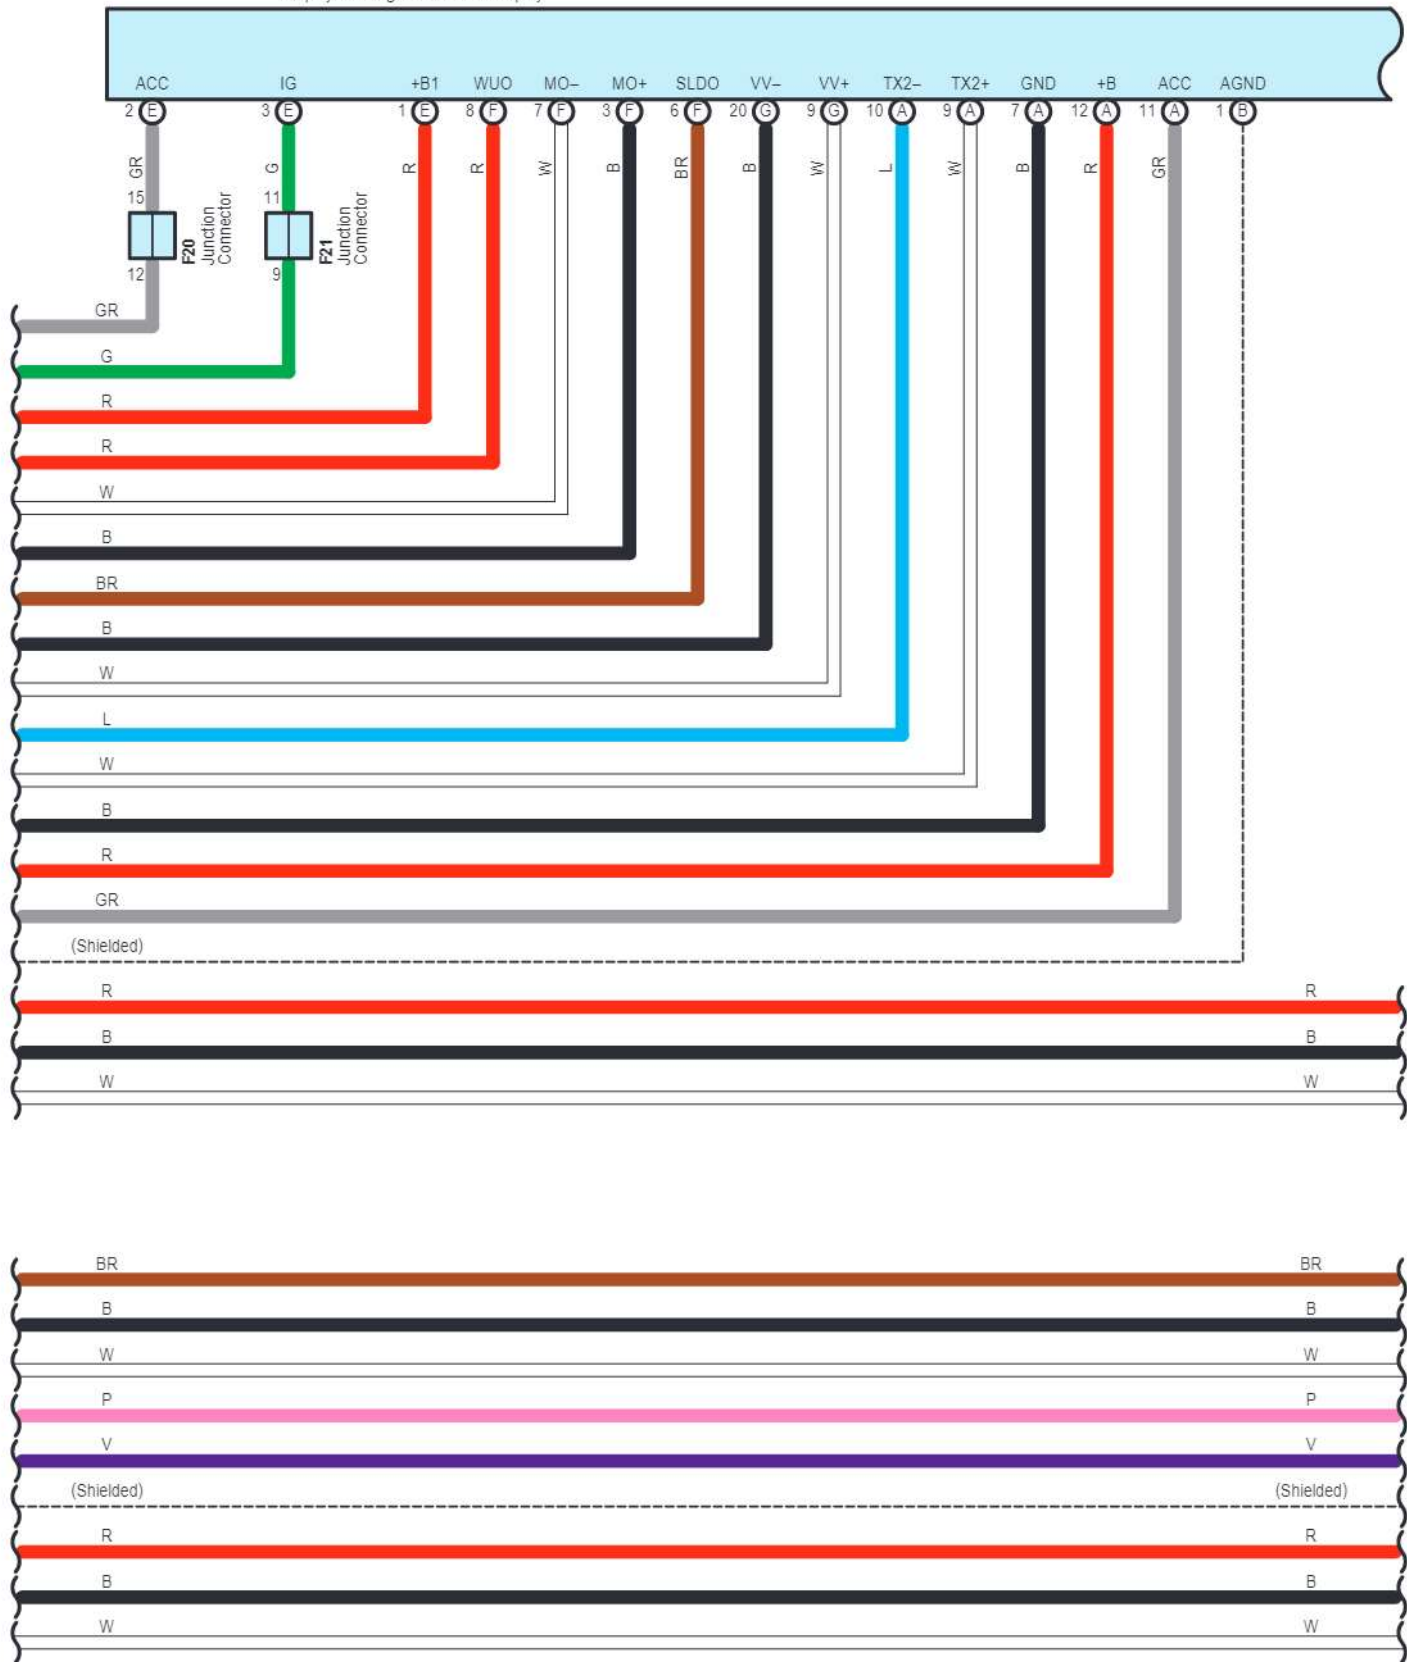 ACC IG +B1 WUO MO– MO+ SLDO VV– VV+ TX2– TX2+ GND +B ACC AGND
2 E 3 E 1 E 8 F 7 F 3 F 6 F 20 G 9 G 10 A 9 A 7 A 12 A 11 A 1 B
GR G R R W B BR B W L W B R GR
15 11
F20
Junction
Connector
F21
Junction
Connector
12 9
GR
G
R
R
W
B
BR
B
W
L
W
B
R
GR
(Shielded)
R R
B B
W W
BR BR
B B
W W
P P
V V
(Shielded) (Shielded)
R R
B B
W W